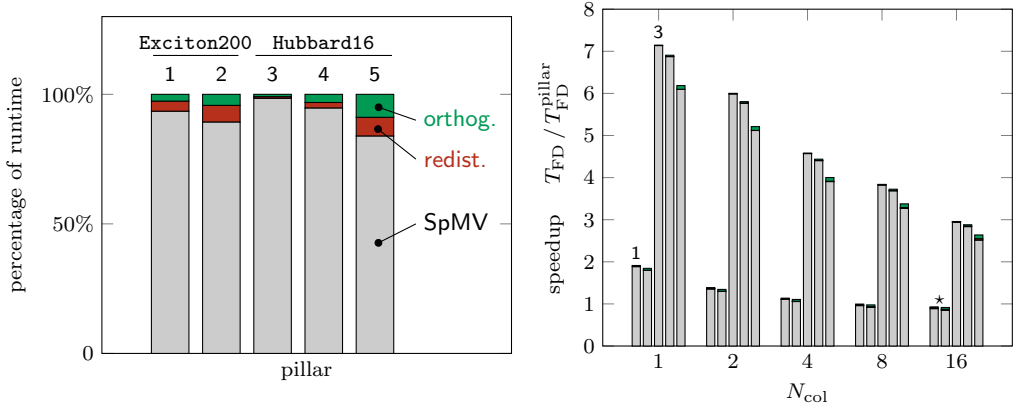 percentage of runtime
100%
50%
0
Exciton200
Hubbard16
1
2
3
4
5
orthog.
redist.
SpMV
pillar
speedup T_FD / T_FD^pillar
8
7
6
5
4
3
2
1
0
1
3
⋆
1
2
4
8
16
N_col